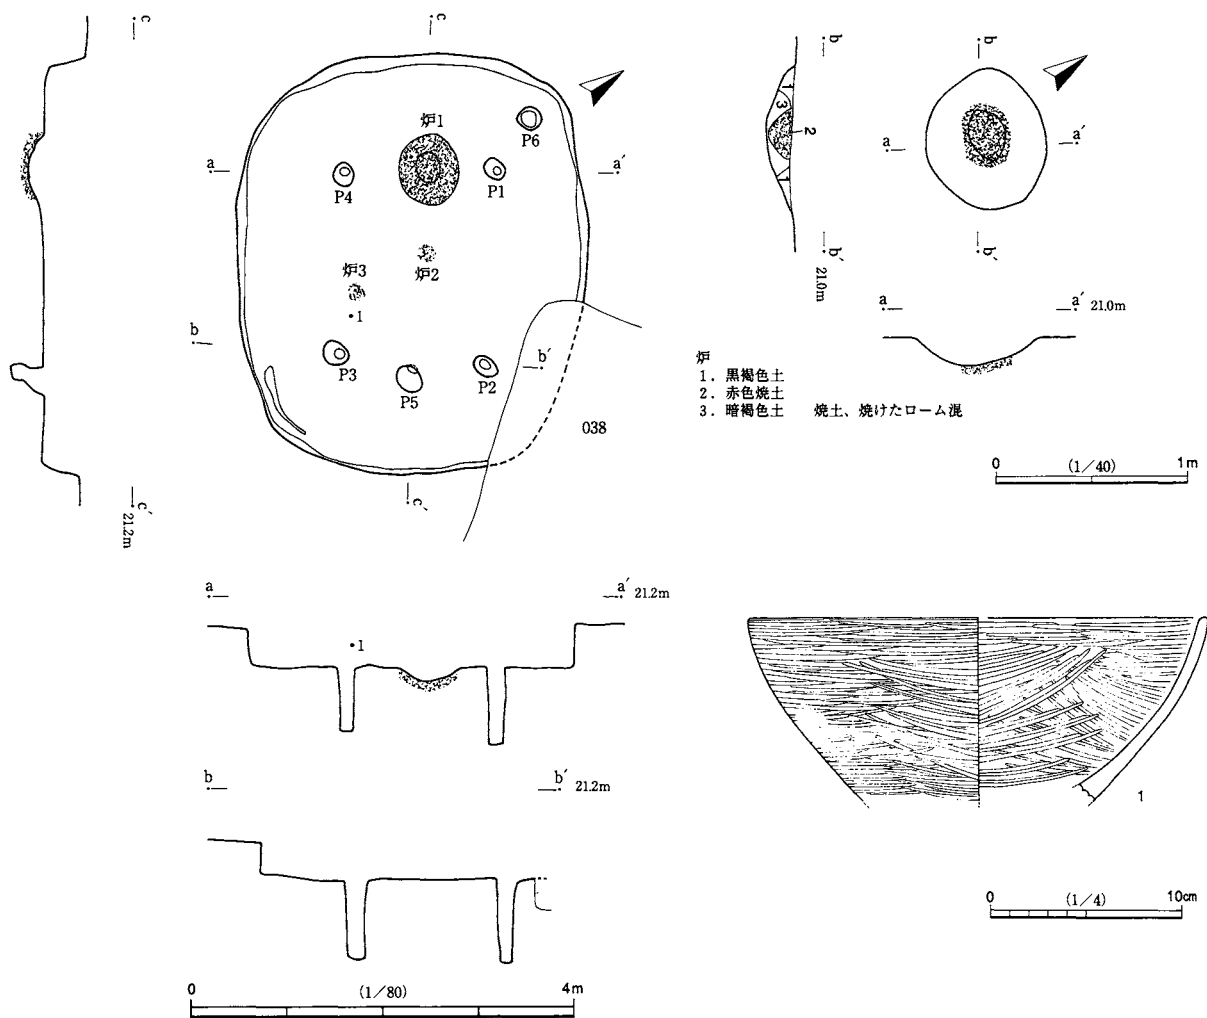 c
c´
21.2m
c
炉1
P6
a
a´
P4
P1
炉3
炉2
1
b
b´
P3
P5
P2
038
c´
b
1
3
2
1
b´
21.0m
b
a
a´
b´
a
a´ 21.0m
炉
1. 黒褐色土
2. 赤色焼土
3. 暗褐色土 焼土、焼けたローム混
0 (1/40) 1m
a
a´ 21.2m
1
b
b´ 21.2m
0 (1/80) 4m
1
0 (1/4) 10cm